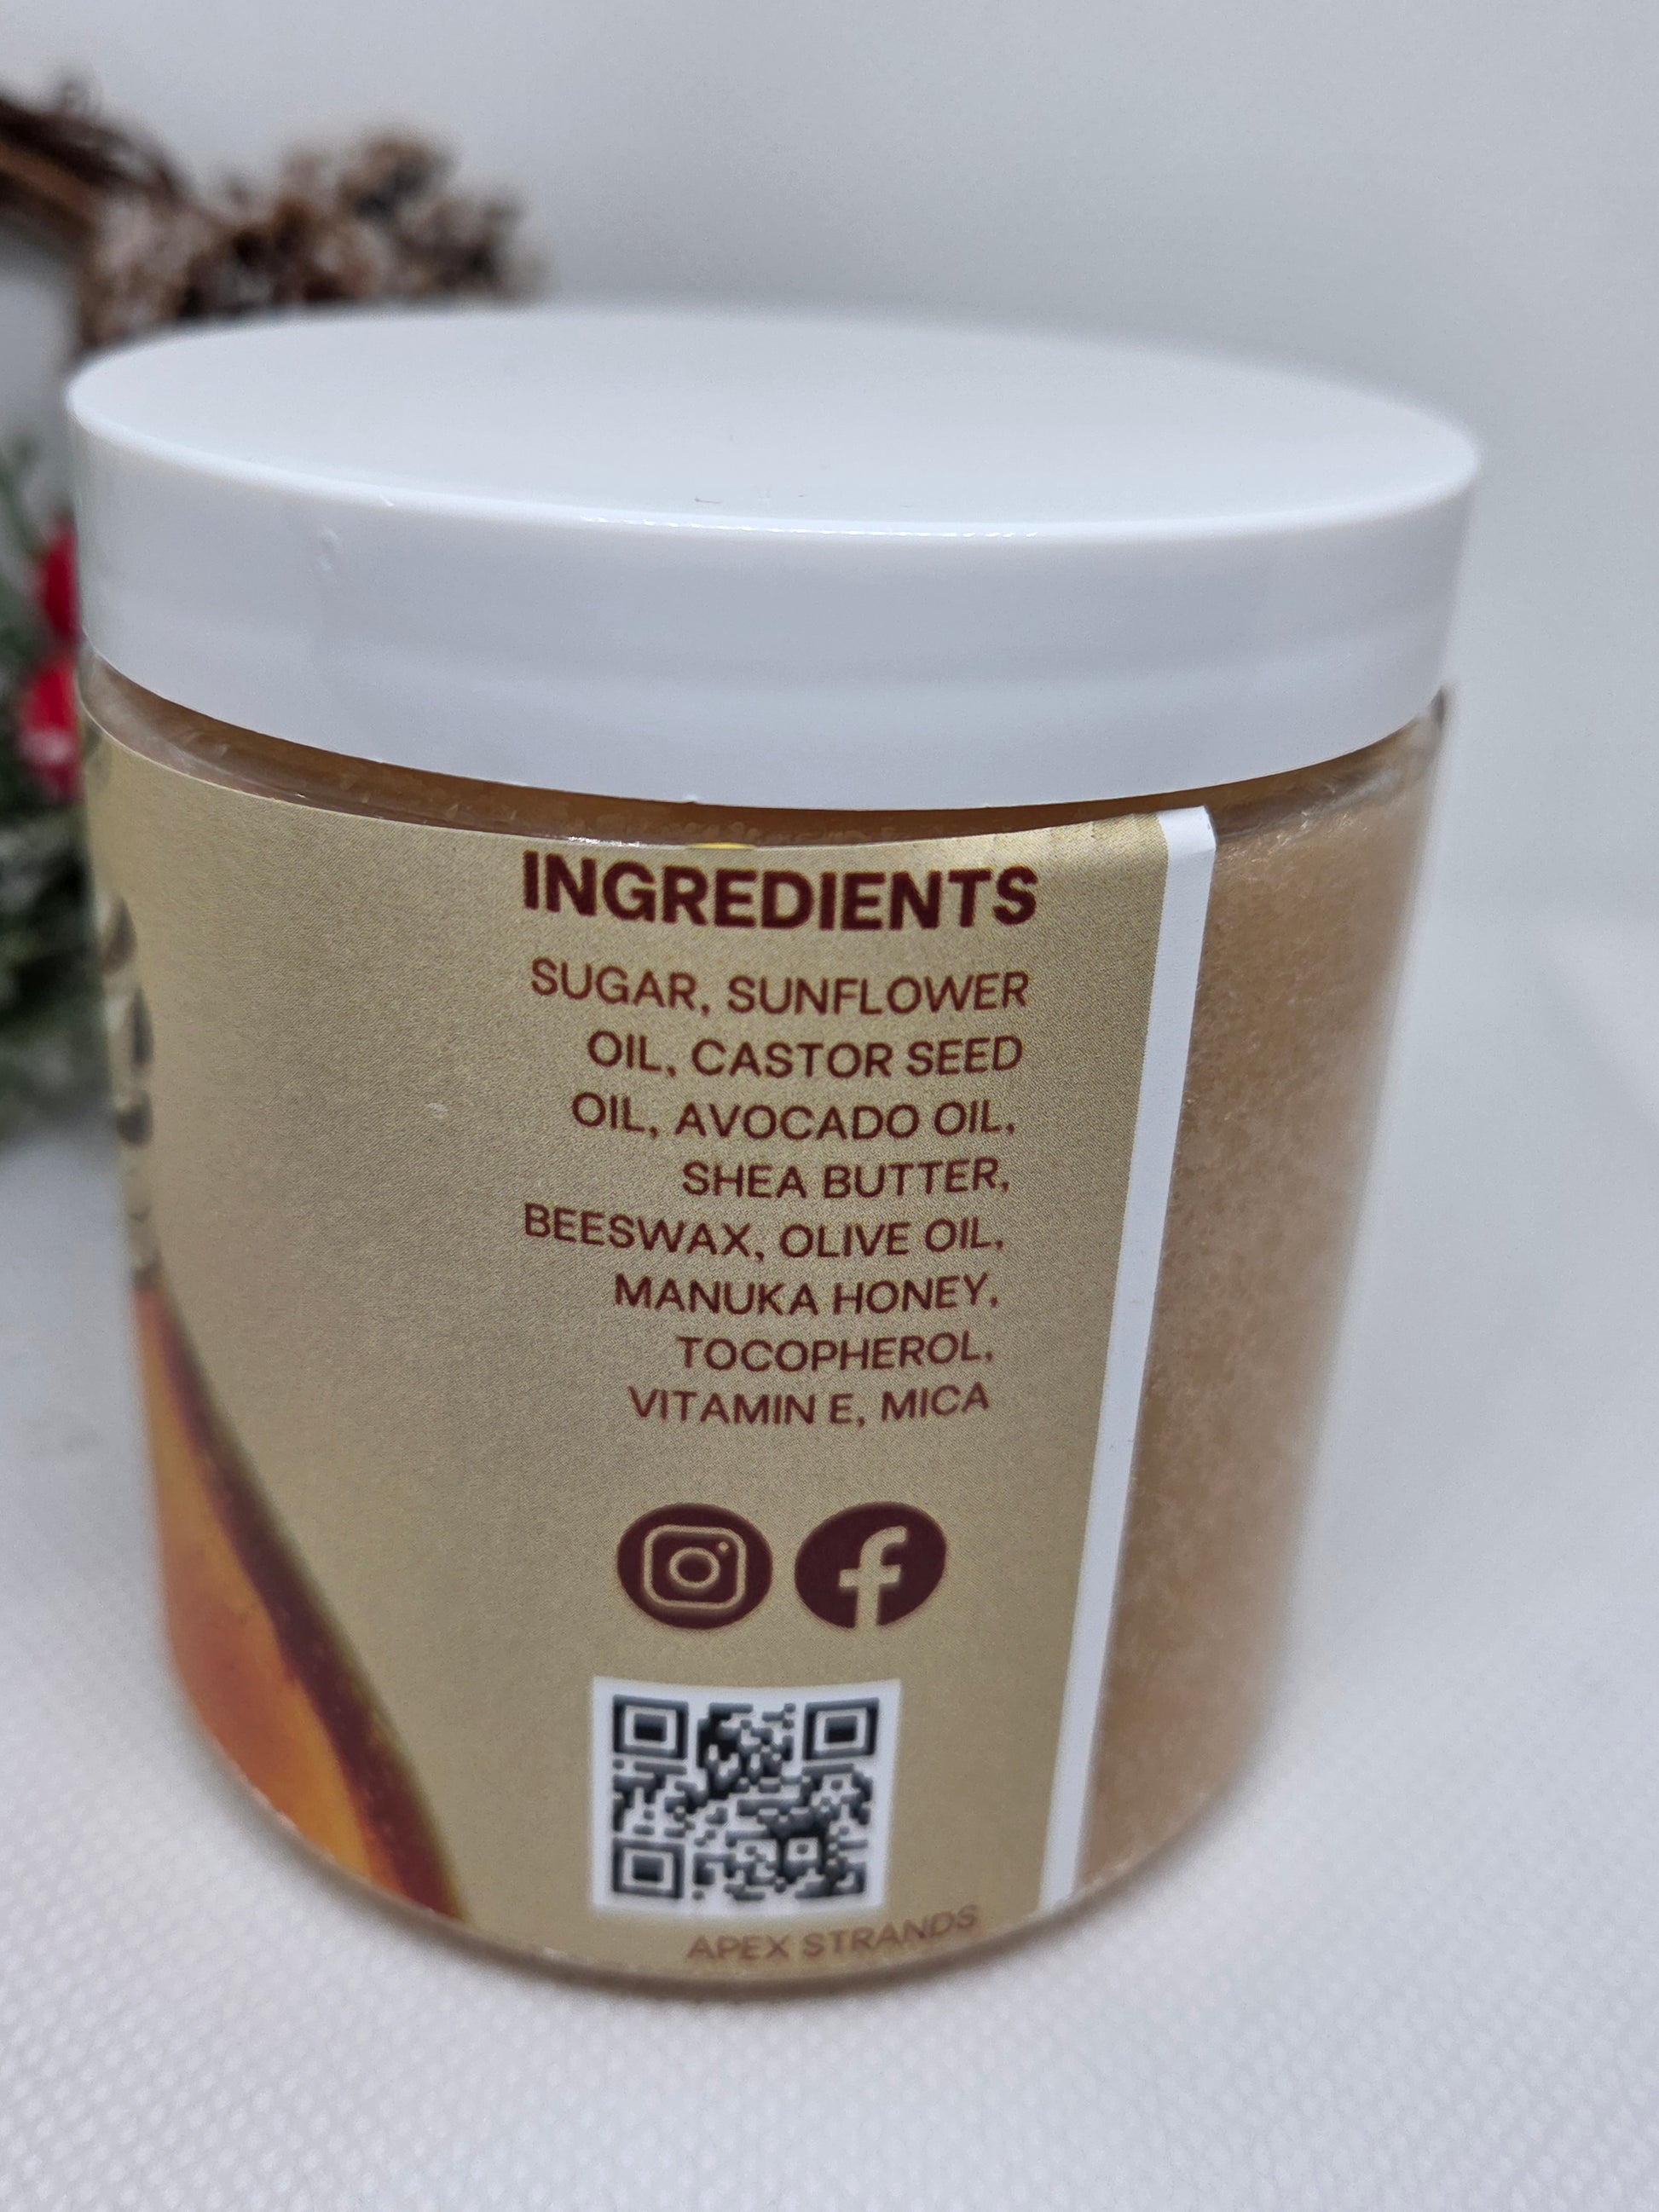 INGREDIENTS
SUGAR, SUNFLOWER
OIL, CASTOR SEED
OIL, AVOCADO OIL,
SHEA BUTTER,
BEESWAX, OLIVE OIL,
MANUKA HONEY,
TOCOPHEROL,
VITAMIN E, MICA
APEX STRANDS